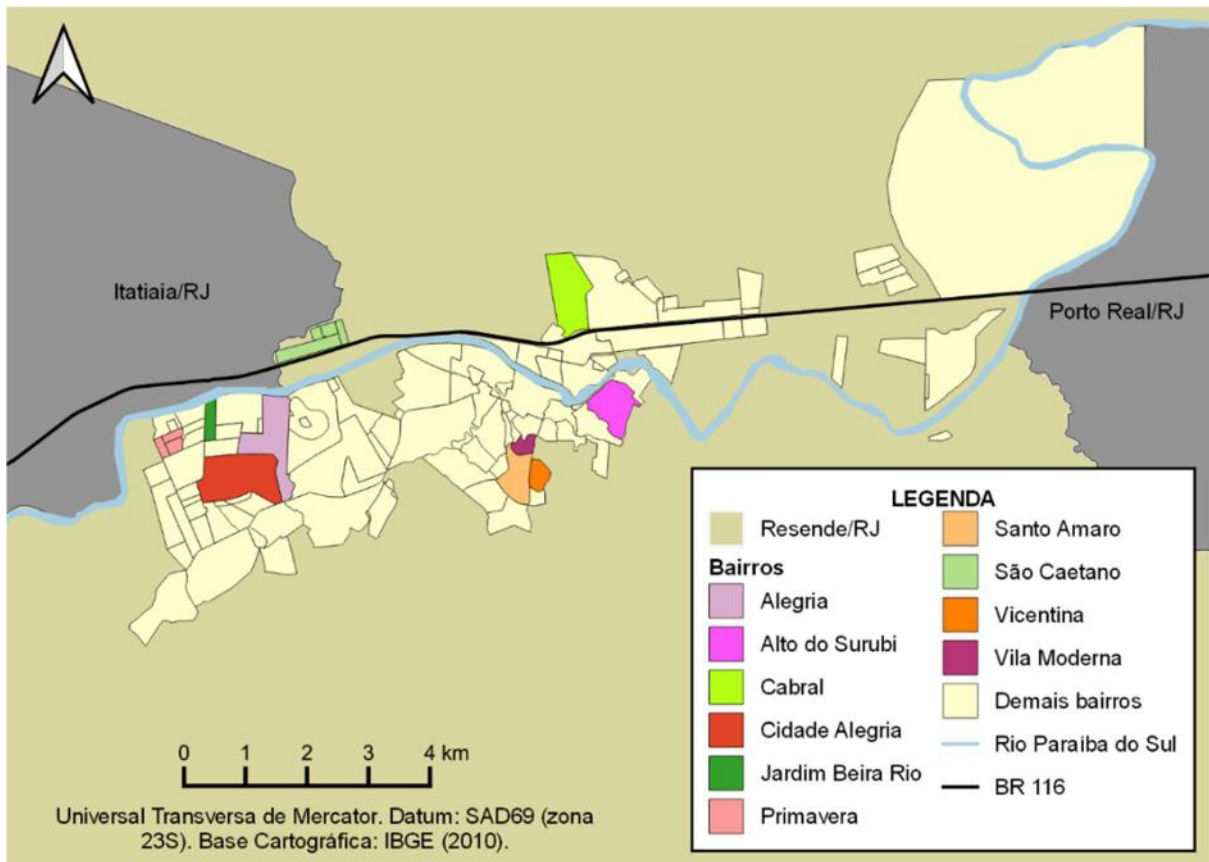 Itatiaia/RJ
Porto Real/RJ
LEGENDA
Resende/RJ
Bairros
Alegria
Alto do Surubi
Cabral
Cidade Alegria
Jardim Beira Rio
Primavera
Santo Amaro
São Caetano
Vicentina
Vila Moderna
Demais bairros
Rio Paraíba do Sul
BR 116
0 1 2 3 4 km
Universal Transversa de Mercator. Datum: SAD69 (zona
23S). Base Cartográfica: IBGE (2010).